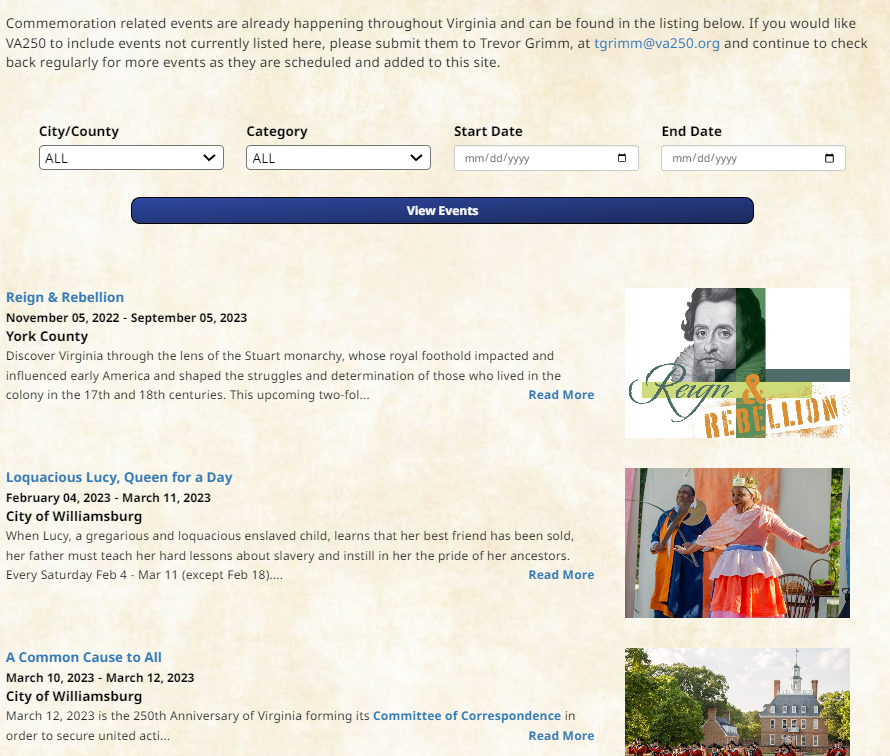 Commemoration related events are already happening throughout Virginia and can be found in the listing below. If you would like
VA250 to include events not currently listed here, please submit them to Trevor Grimm, at tgrimm@va250.org and continue to check
back regularly for more events as they are scheduled and added to this site.
City/County Category Start Date End Date
ALL ALL mm/dd/yyyy mm/dd/yyyy
View Events
Reign & Rebellion
November 05, 2022 - September 05, 2023
York County
Discover Virginia through the lens of the Stuart monarchy, whose royal foothold impacted and
influenced early America and shaped the struggles and determination of those who lived in the
colony in the 17th and 18th centuries. This upcoming two-fol... Read More
Reign &
REBELLION
Loquacious Lucy, Queen for a Day
February 04, 2023 - March 11, 2023
City of Williamsburg
When Lucy, a gregarious and loquacious enslaved child, learns that her best friend has been sold,
her father must teach her hard lessons about slavery and instill in her the pride of her ancestors.
Every Saturday Feb 4 - Mar 11 (except Feb 18).... Read More
A Common Cause to All
March 10, 2023 - March 12, 2023
City of Williamsburg
March 12, 2023 is the 250th Anniversary of Virginia forming its Committee of Correspondence in
order to secure united acti... Read More